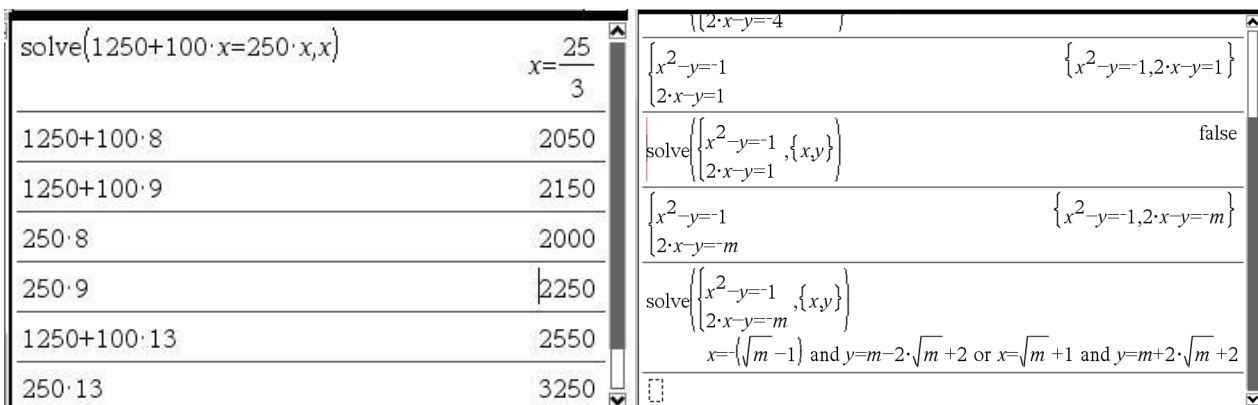 solve(1250+100·x=250·x,x)
x=25/3
1250+100·8 2050
1250+100·9 2150
250·8 2000
250·9 2250
1250+100·13 2550
250·13 3250
2·x−y=⁻4
{x²−y=⁻1
2·x−y=1
{x²−y=⁻1,2·x−y=1}
solve({x²−y=⁻1
2·x−y=1 ,{x,y})
false
{x²−y=⁻1
2·x−y=⁻m
{x²−y=⁻1,2·x−y=⁻m}
solve({x²−y=⁻1
2·x−y=⁻m ,{x,y})
x=⁻(√m −1) and y=m−2·√m +2 or x=√m +1 and y=m+2·√m +2